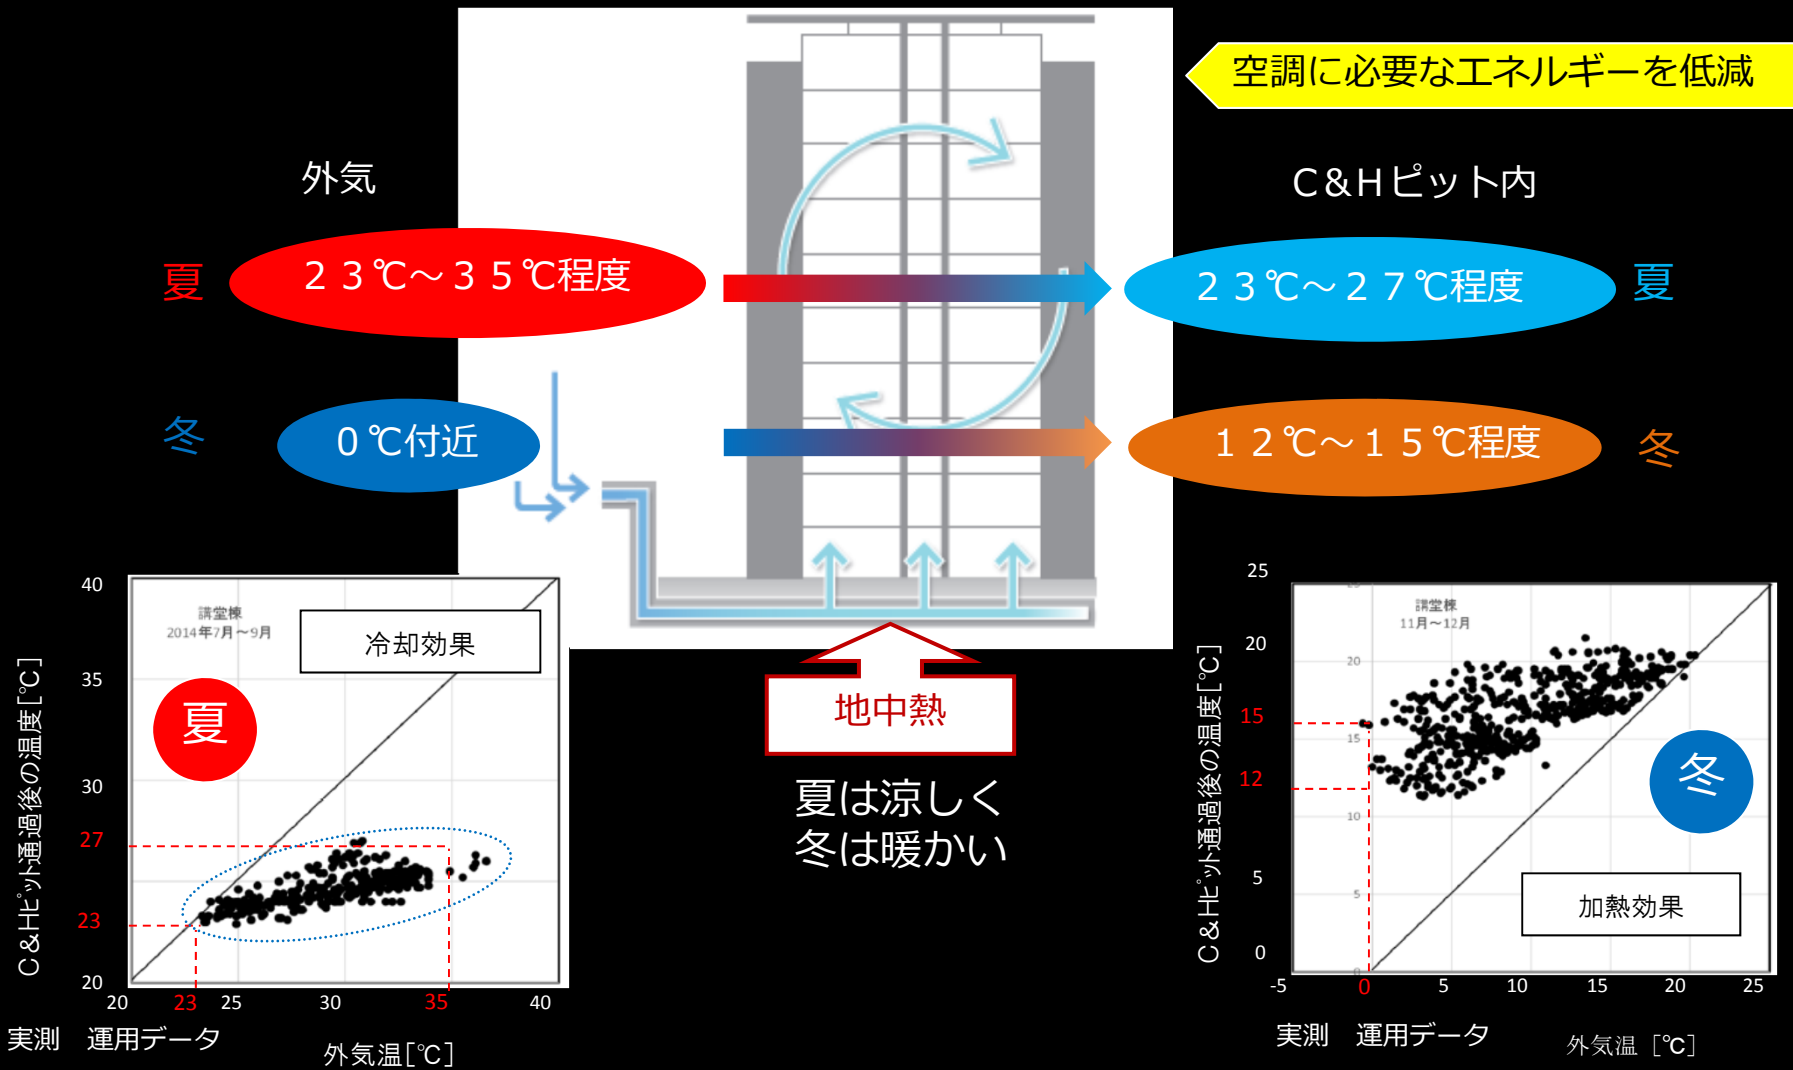 空調に必要なエネルギーを低減
外気
C&Hピット内
夏
23℃～35℃程度
23℃～27℃程度
夏
冬
0℃付近
12℃～15℃程度
冬
地中熱
夏は涼しく
冬は暖かい
講堂棟
2014年7月～9月
冷却効果
夏
C&Hピット通過後の温度[℃]
40
35
30
27
23
20
20
23
25
30
35
40
実測 運用データ
外気温[℃]
講堂棟
11月～12月
冬
加熱効果
C&Hピット通過後の温度[℃]
25
20
15
12
5
0
20
15
10
5
0
-5
0
5
10
15
20
25
実測 運用データ
外気温 [℃]